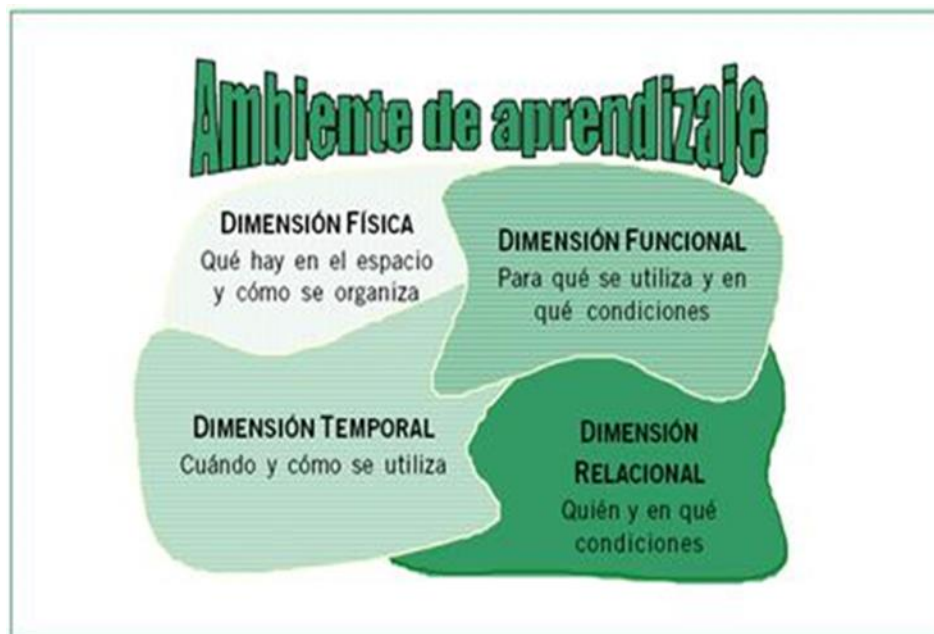 Ambiente de aprendizaje
DIMENSIÓN FÍSICA
Qué hay en el espacio
y cómo se organiza
DIMENSIÓN FUNCIONAL
Para qué se utiliza y en
qué condiciones
DIMENSIÓN TEMPORAL
Cuándo y cómo se utiliza
DIMENSIÓN
RELACIONAL
Quién y en qué
condiciones